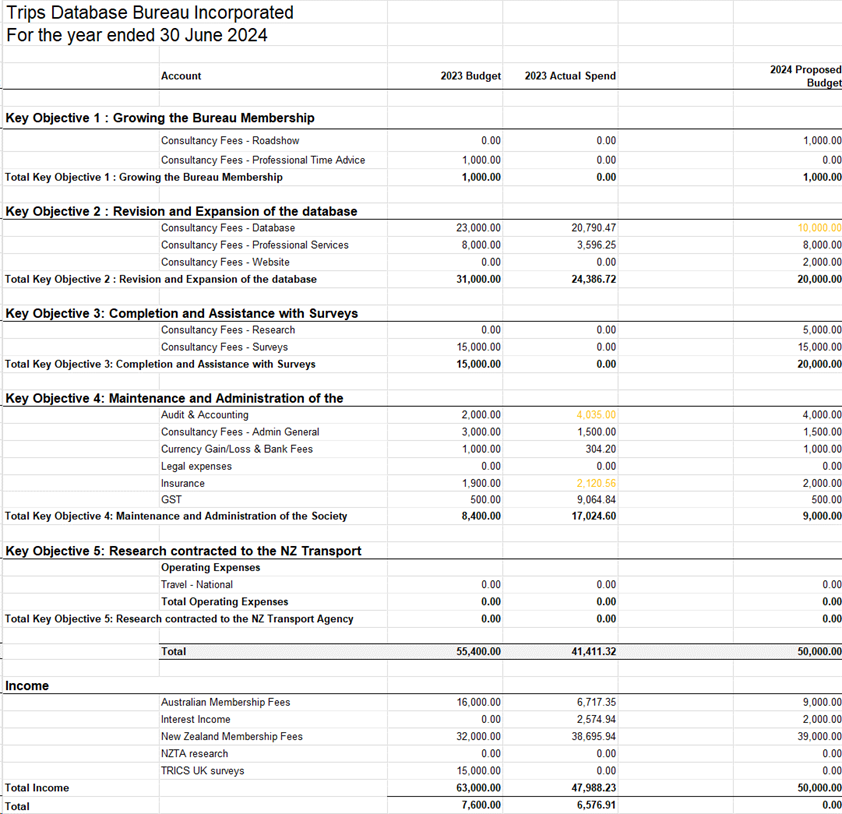 Trips Database Bureau Incorporated
For the year ended 30 June 2024
Account 2023 Budget 2023 Actual Spend 2024 Proposed Budget
Key Objective 1 : Growing the Bureau Membership
Consultancy Fees - Roadshow 0.00 0.00 1,000.00
Consultancy Fees - Professional Time Advice 1,000.00 0.00 0.00
Total Key Objective 1 : Growing the Bureau Membership 1,000.00 0.00 1,000.00
Key Objective 2 : Revision and Expansion of the database
Consultancy Fees - Database 23,000.00 20,790.47 10,000.00
Consultancy Fees - Professional Services 8,000.00 3,596.25 8,000.00
Consultancy Fees - Website 0.00 0.00 2,000.00
Total Key Objective 2 : Revision and Expansion of the database 31,000.00 24,386.72 20,000.00
Key Objective 3: Completion and Assistance with Surveys
Consultancy Fees - Research 0.00 0.00 5,000.00
Consultancy Fees - Surveys 15,000.00 0.00 15,000.00
Total Key Objective 3: Completion and Assistance with Surveys 15,000.00 0.00 20,000.00
Key Objective 4: Maintenance and Administration of the
Audit & Accounting 2,000.00 4,035.00 4,000.00
Consultancy Fees - Admin General 3,000.00 1,500.00 1,500.00
Currency Gain/Loss & Bank Fees 1,000.00 304.20 1,000.00
Legal expenses 0.00 0.00 0.00
Insurance 1,900.00 2,120.56 2,000.00
GST 500.00 9,064.84 500.00
Total Key Objective 4: Maintenance and Administration of the Society 8,400.00 17,024.60 9,000.00
Key Objective 5: Research contracted to the NZ Transport
Operating Expenses
Travel - National 0.00 0.00 0.00
Total Operating Expenses 0.00 0.00 0.00
Total Key Objective 5: Research contracted to the NZ Transport Agency 0.00 0.00 0.00
Total 55,400.00 41,411.32 50,000.00
Income
Australian Membership Fees 16,000.00 6,717.35 9,000.00
Interest Income 0.00 2,574.94 2,000.00
New Zealand Membership Fees 32,000.00 38,695.94 39,000.00
NZTA research 0.00 0.00 0.00
TRICS UK surveys 15,000.00 0.00 0.00
Total Income 63,000.00 47,988.23 50,000.00
Total 7,600.00 6,576.91 0.00